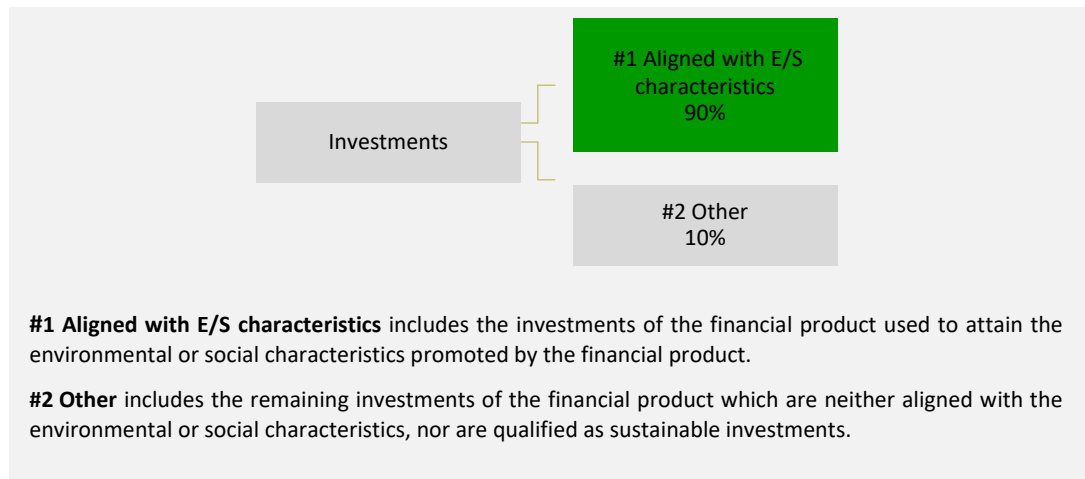 #1 Aligned with E/S
characteristics
90%
Investments
#2 Other
10%
#1 Aligned with E/S characteristics includes the investments of the financial product used to attain the
environmental or social characteristics promoted by the financial product.
#2 Other includes the remaining investments of the financial product which are neither aligned with the
environmental or social characteristics, nor are qualified as sustainable investments.